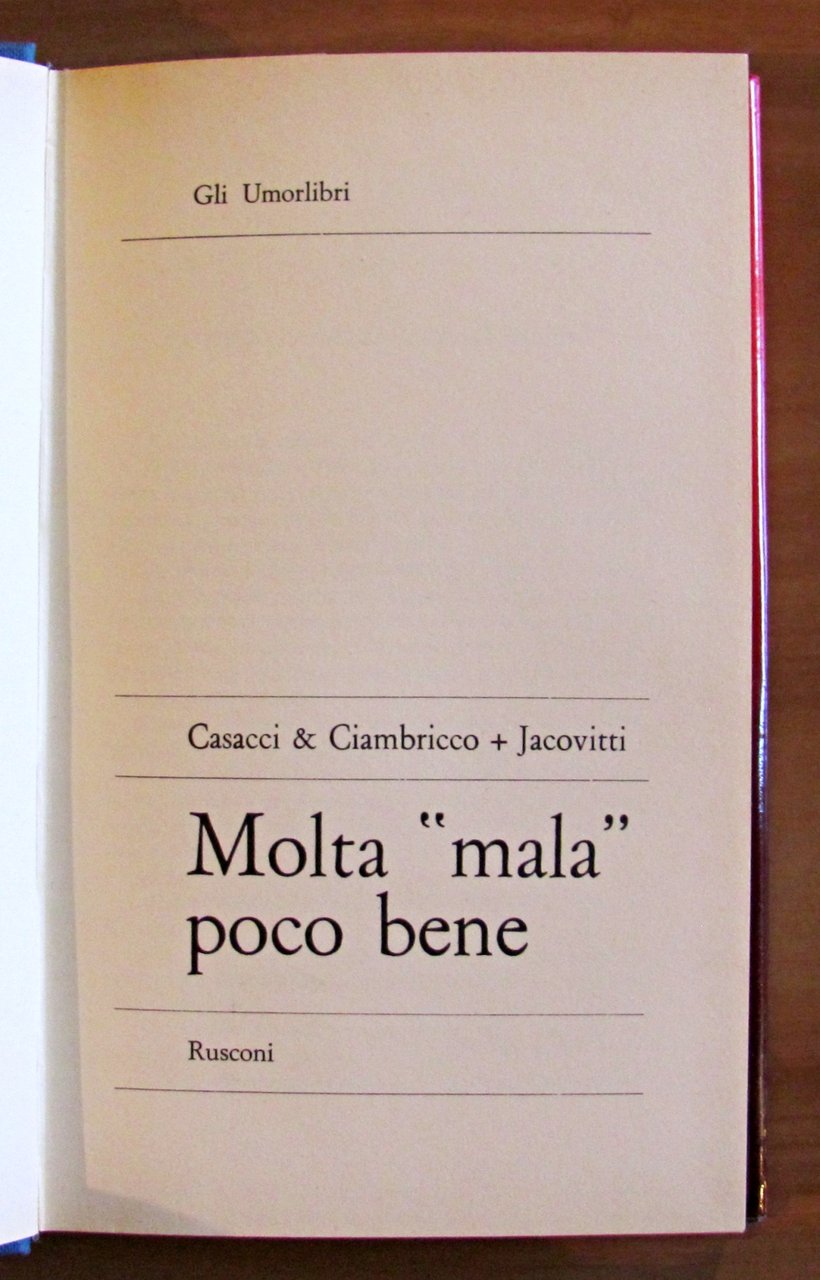 Gli Umorlibri
Casacci & Ciambricco + Jacovitti
Molta “mala”
poco bene
Rusconi